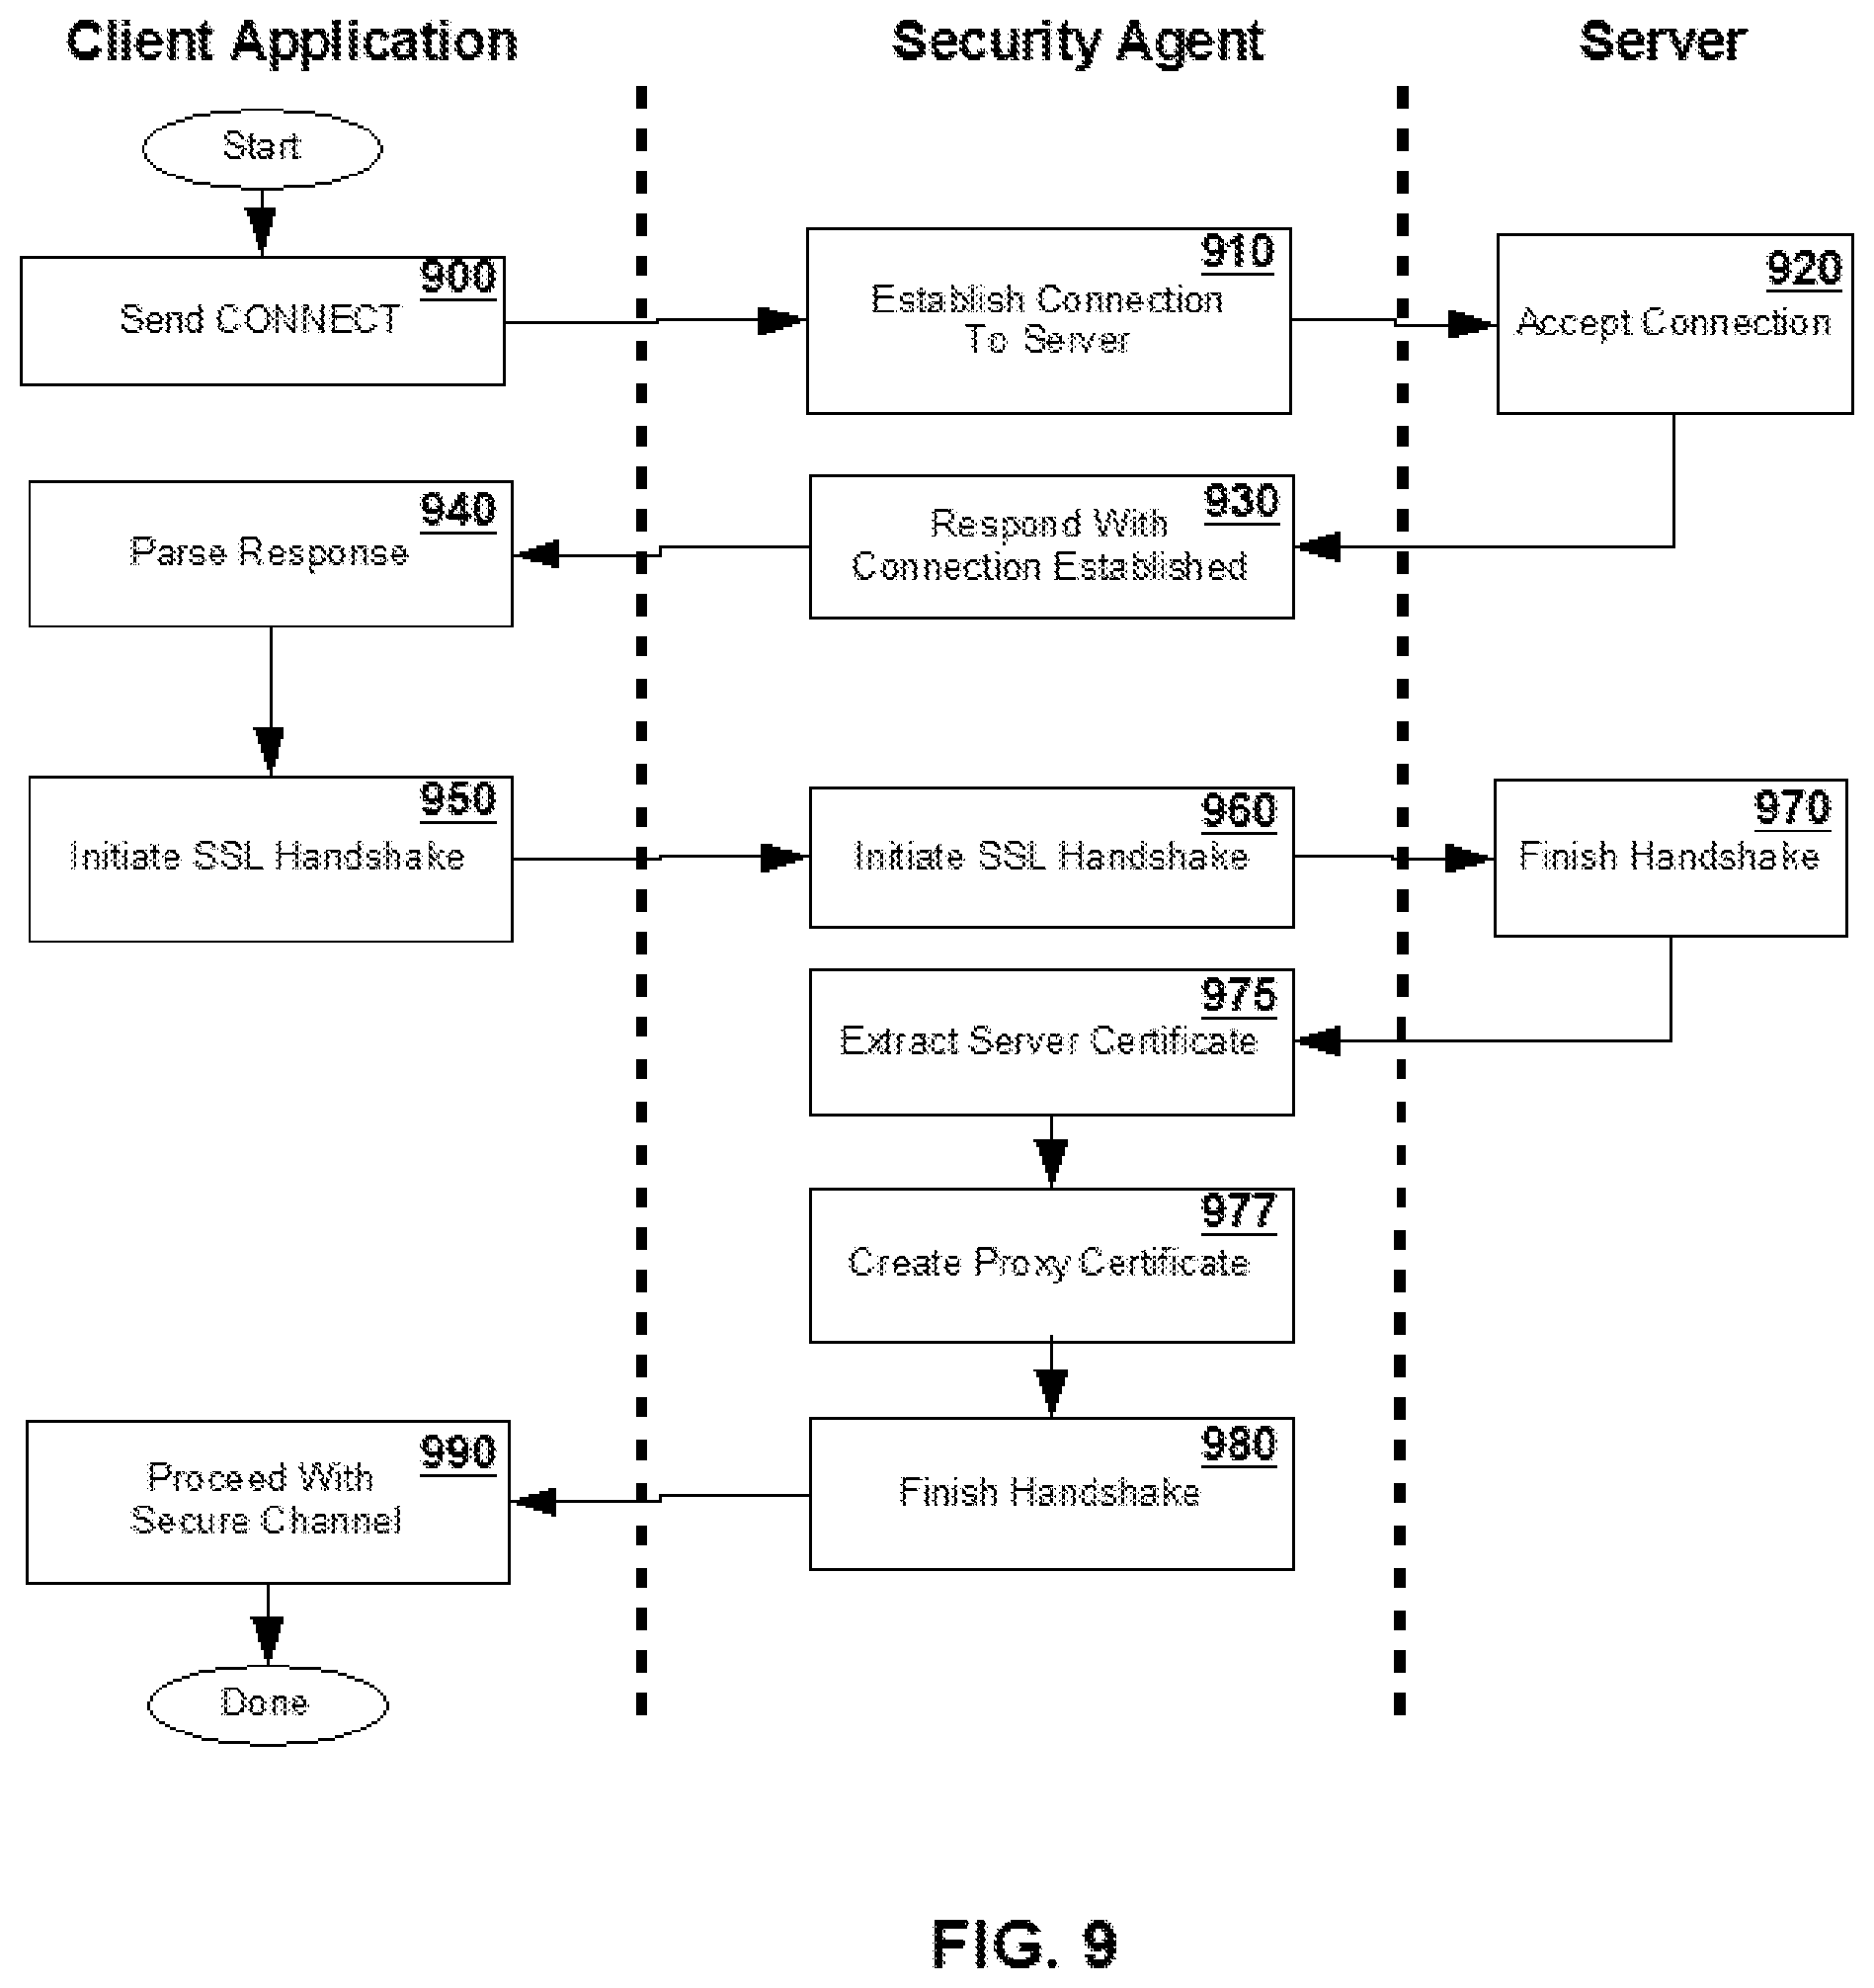 Client Application
Security Agent
Server
Start
900
Send CONNECT
910
Establish Connection
To Server
920
Accept Connection
940
Parse Response
930
Respond With
Connection Established
950
Initiate SSL Handshake
960
Initiate SSL Handshake
970
Finish Handshake
975
Extract Server Certificate
977
Create Proxy Certificate
990
Proceed With
Secure Channel
980
Finish Handshake
Done
FIG. 9